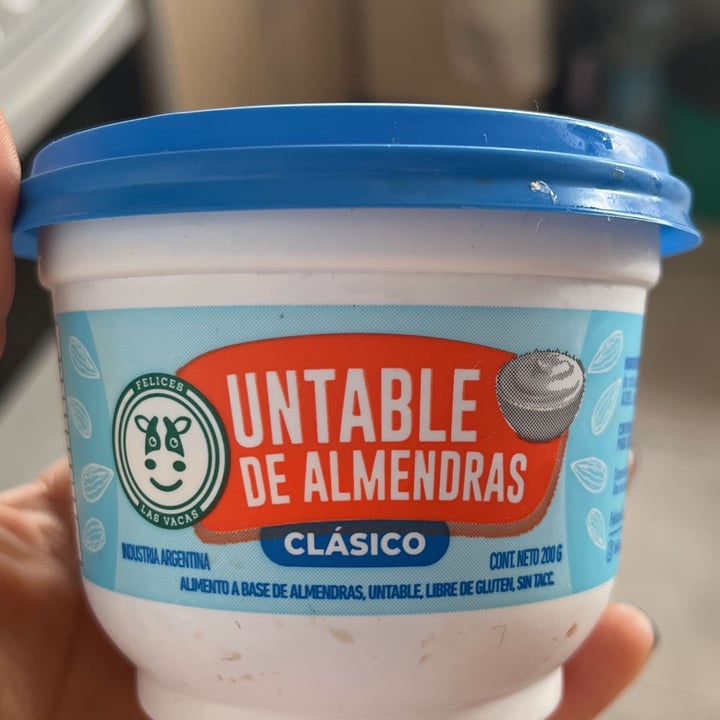 FELICES
LAS VACAS
UNTABLE
DE ALMENDRAS
CLÁSICO
INDUSTRIA ARGENTINA
CONT. NETO 200 G
ALIMENTO A BASE DE ALMENDRAS, UNTABLE, LIBRE DE GLUTEN, SIN TACC.